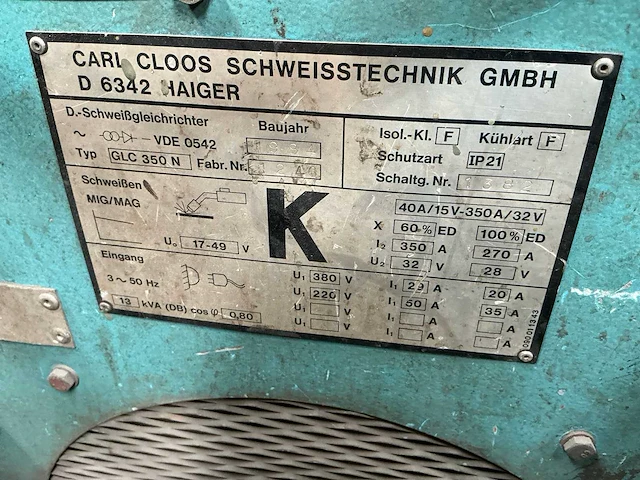 CARL CLOOS SCHWEISSTECHNIK GMBH
D 6342 HAIGER
D.-Schweißgleichrichter
VDE 0542
Baujahr
Typ GLC 350 N Fabr. Nr.
Isol.-Kl. F Kühlart F
Schutzart IP21
Schaltg. Nr.
Schweißen
MIG/MAG
U₀ 17-49 V
K
40A/15V-350A/32V
X 60% ED 100% ED
I₂ 350 A 270 A
U₂ 32 V 28 V
Eingang
3~50 Hz
13 kVA (DB) cos φ 0,80
U₁ 380 V I₁ 29 A 20 A
U₁ 220 V I₁ 50 A 35 A
U₁ V I₁ A A
U₁ V I₁ A A